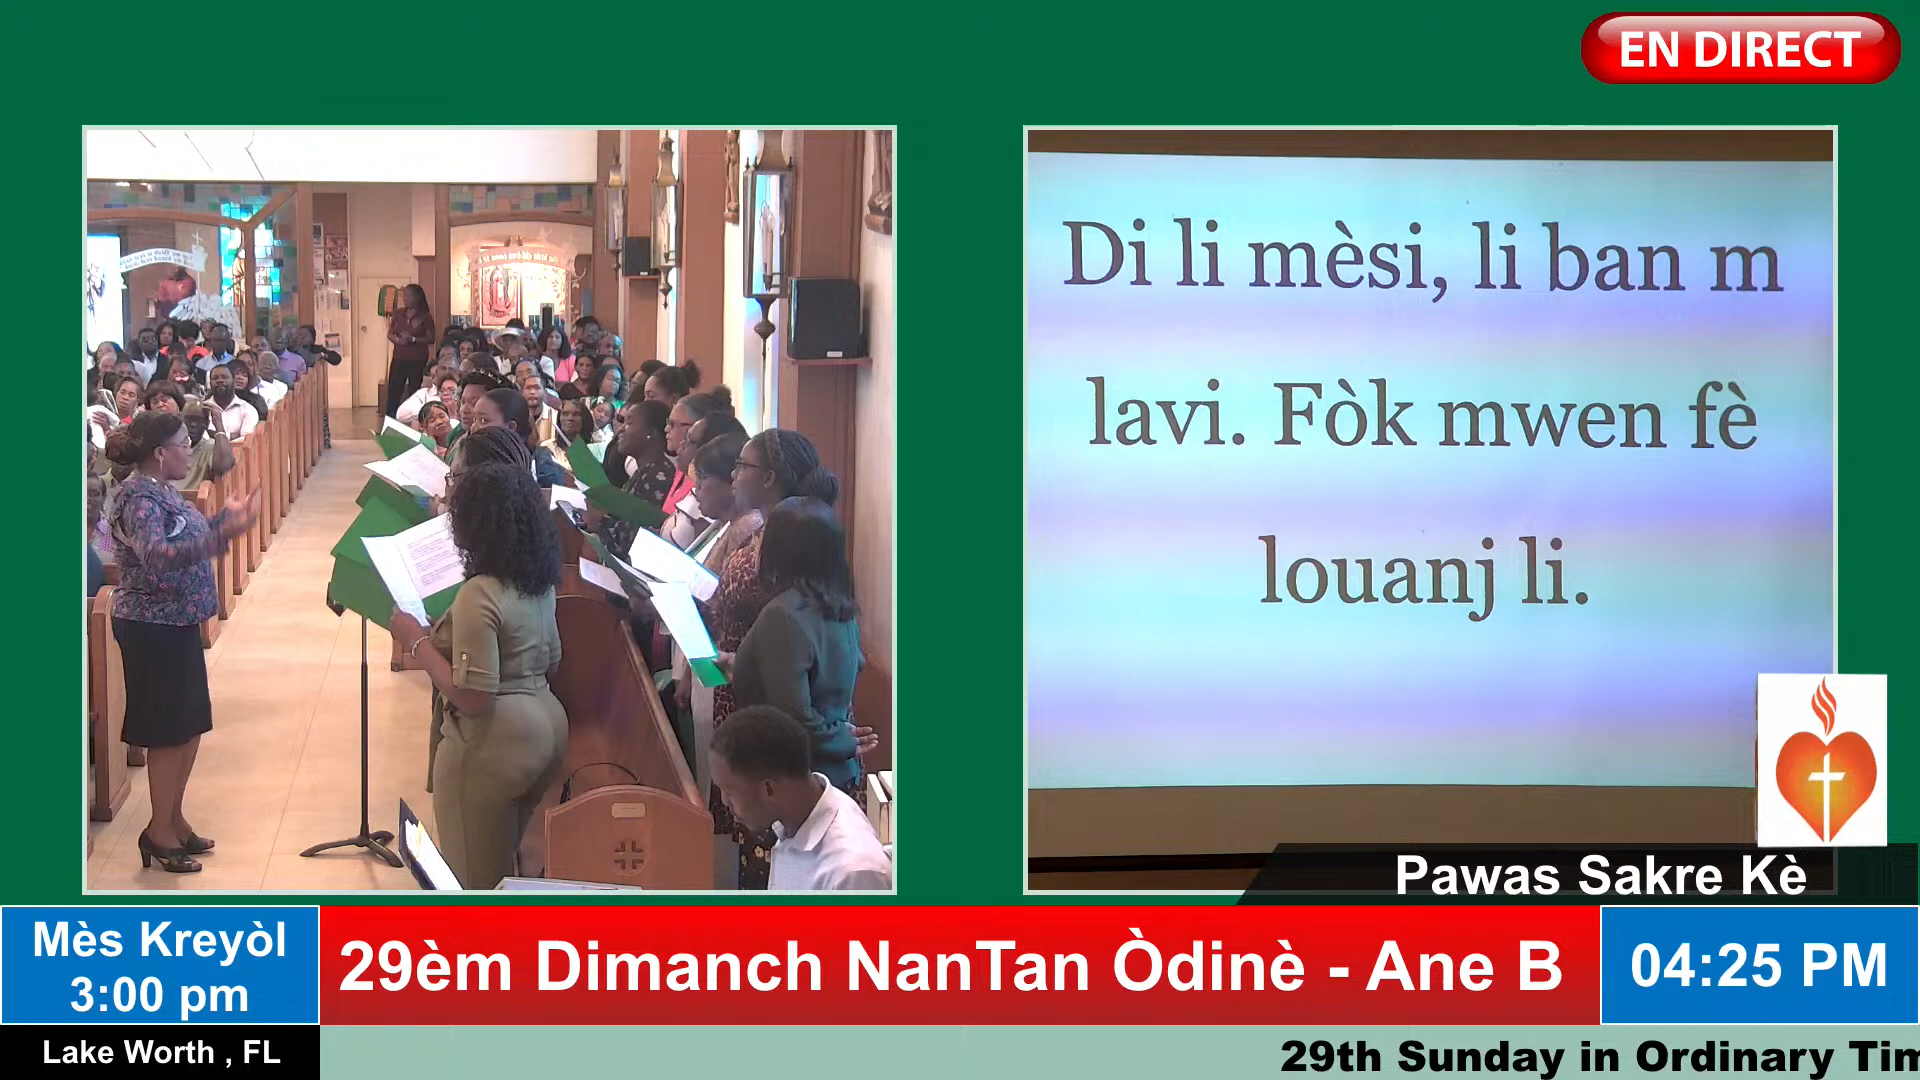 EN DIRECT
Di li mèsi, li ban m
lavi. Fòk mwen fè
louanj li.
Pawas Sakre Kè
Mès Kreyòl
3:00 pm
29èm Dimanch NanTan Òdinè - Ane B
04:25 PM
Lake Worth , FL
29th Sunday in Ordinary Tim